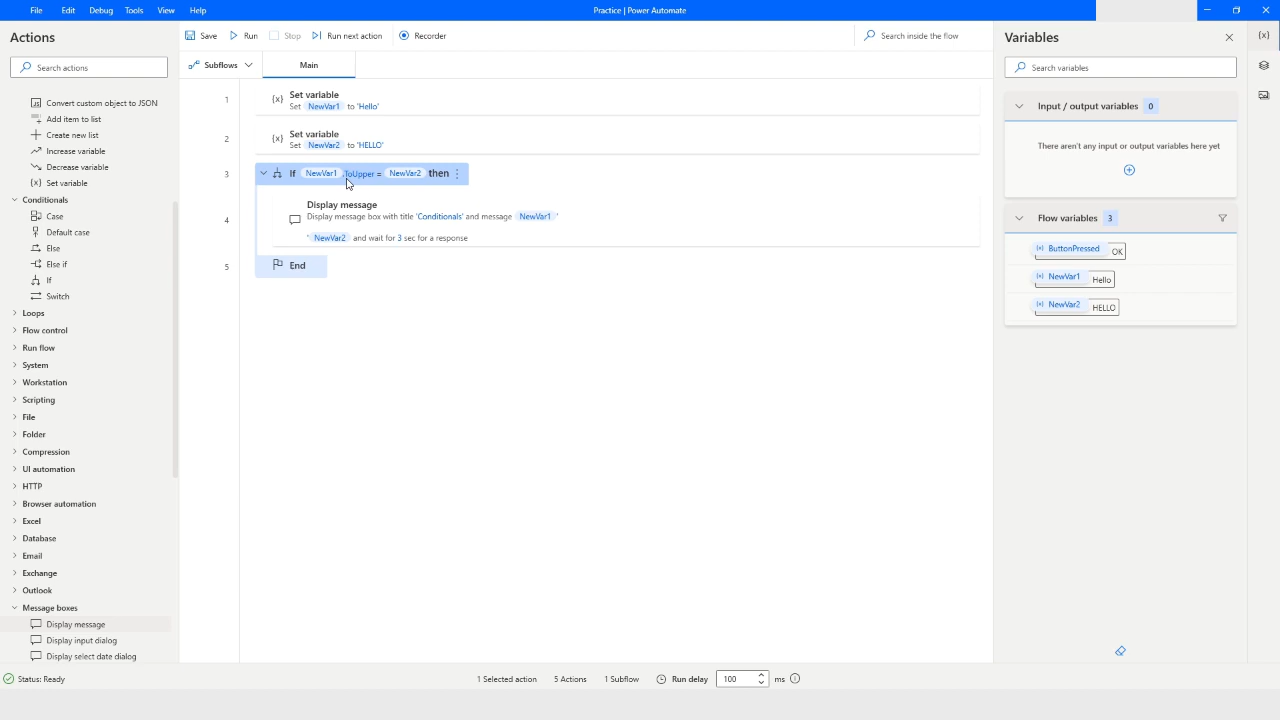 File Edit Debug Tools View Help
Practice | Power Automate
Actions
Search actions
Convert custom object to JSON
Add item to list
Create new list
Increase variable
Decrease variable
Set variable
Conditionals
Case
Default case
Else
Else if
If
Switch
Loops
Flow control
Run flow
System
Workstation
Scripting
File
Folder
Compression
UI automation
HTTP
Browser automation
Excel
Database
Email
Exchange
Outlook
Message boxes
Display message
Display input dialog
Display select date dialog
Save Run Stop Run next action Recorder
Search inside the flow
Subflows Main
1 {x} Set variable
Set NewVar1 to 'Hello'
2 {x} Set variable
Set NewVar2 to 'HELLO'
3 If NewVar1 .ToUpper = NewVar2 then
4 Display message
Display message box with title 'Conditionals' and message NewVar1 '
' NewVar2 and wait for 3 sec for a response
5 End
Variables
{x}
Search variables
Input / output variables 0
There aren't any input or output variables here yet
Flow variables 3
(x) ButtonPressed OK
(x) NewVar1 Hello
(x) NewVar2 HELLO
Status: Ready 1 Selected action 5 Actions 1 Subflow Run delay 100 ms